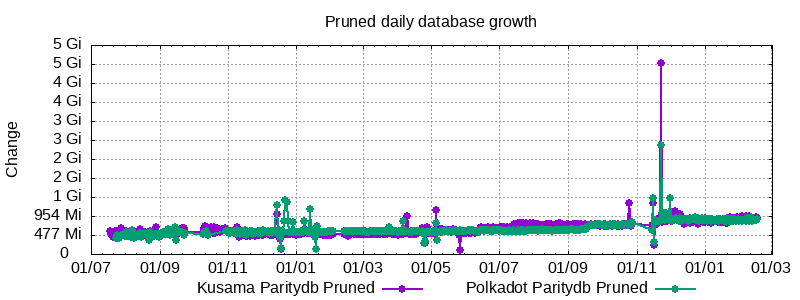 Pruned daily database growth
5 Gi
5 Gi
4 Gi
4 Gi
3 Gi
3 Gi
2 Gi
2 Gi
1 Gi
954 Mi
477 Mi
0
Change
01/07 01/09 01/11 01/01 01/03 01/05 01/07 01/09 01/11 01/01 01/03
Kusama Paritydb Pruned Polkadot Paritydb Pruned